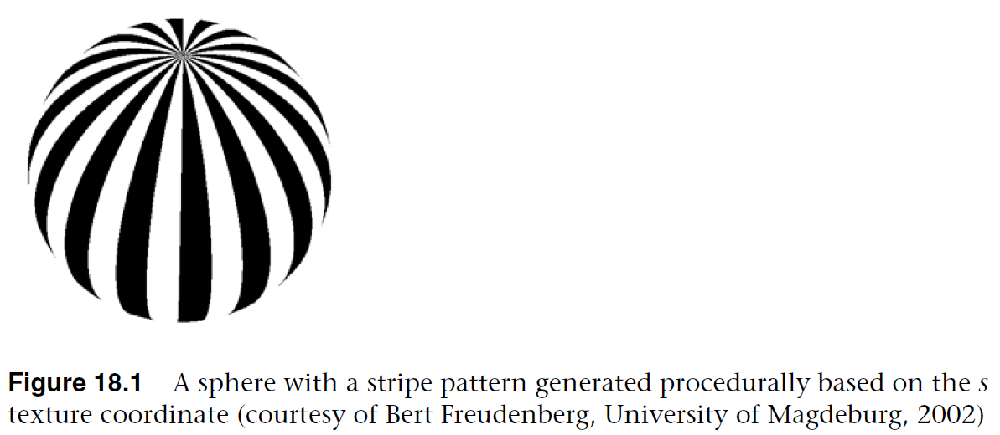 Figure 18.1 A sphere with a stripe pattern generated procedurally based on the s
texture coordinate (courtesy of Bert Freudenberg, University of Magdeburg, 2002)